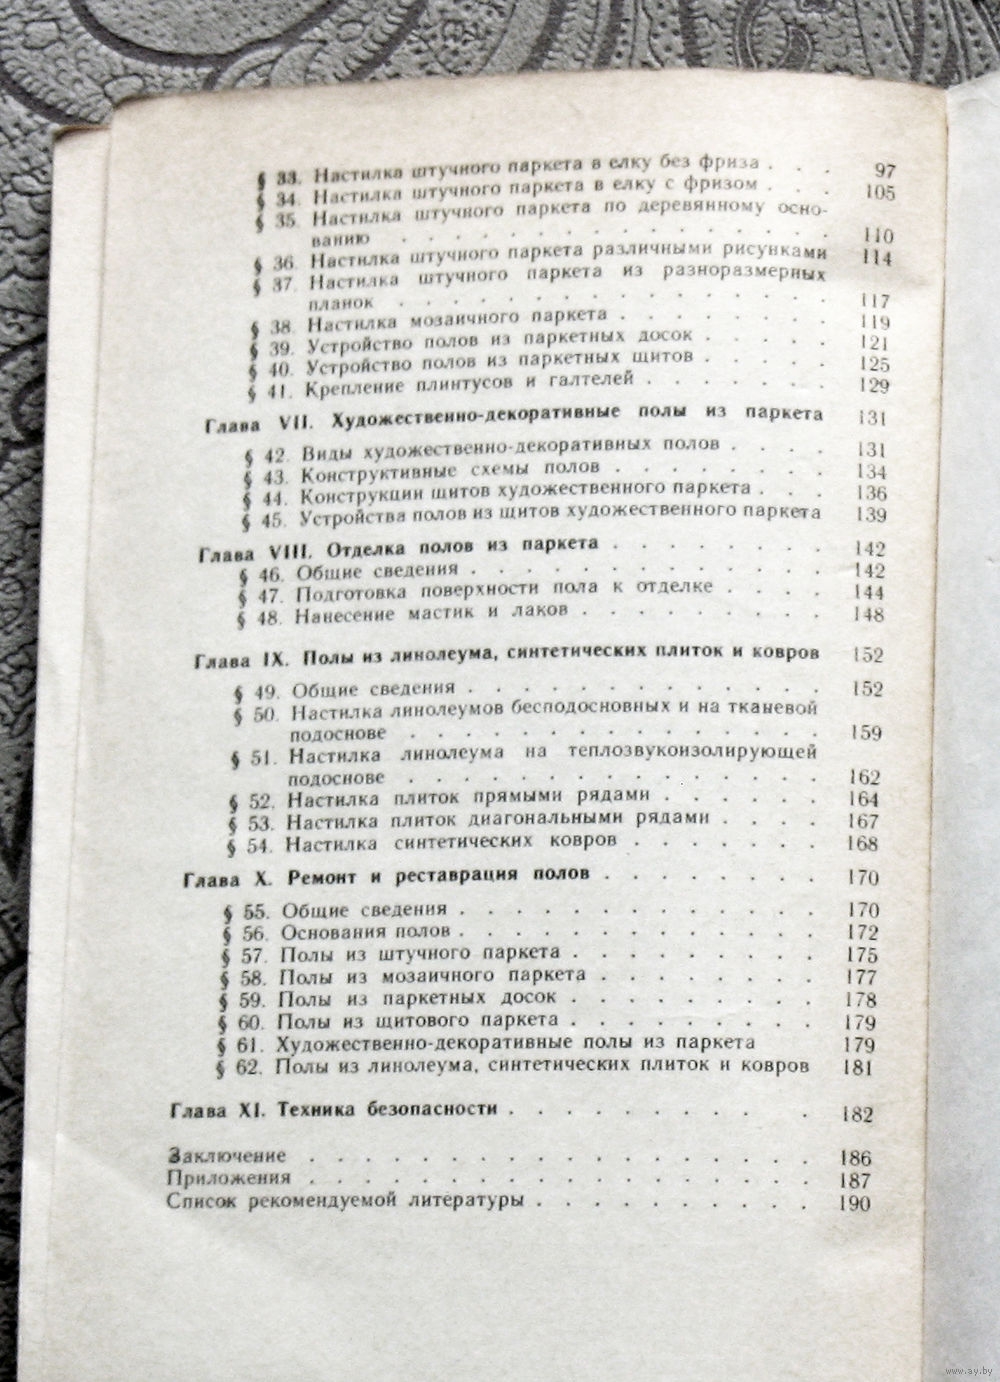 § 33. Настилка штучного паркета в елку без фриза . . . 97
§ 34. Настилка штучного паркета в елку с фризом . . . 105
§ 35. Настилка штучного паркета по деревянному осно-
ванию . . . . . . . . . . . . . . . . 110
§ 36. Настилка штучного паркета различными рисунками 114
§ 37. Настилка штучного паркета из разноразмерных
планок . . . . . . . . . . . . . . . . 117
§ 38. Настилка мозаичного паркета . . . . . . . . 119
§ 39. Устройство полов из паркетных досок . . . . . 121
§ 40. Устройство полов из паркетных щитов . . . . . 125
§ 41. Крепление плинтусов и галтелей . . . . . . . 129
Глава VII. Художественно-декоративные полы из паркета 131
§ 42. Виды художественно-декоративных полов . . . . 131
§ 43. Конструктивные схемы полов . . . . . . . . 134
§ 44. Конструкции щитов художественного паркета . . . 136
§ 45. Устройства полов из щитов художественного паркета 139
Глава VIII. Отделка полов из паркета . . . . . . . . 142
§ 46. Общие сведения . . . . . . . . . . . . . 142
§ 47. Подготовка поверхности пола к отделке . . . . 144
§ 48. Нанесение мастик и лаков . . . . . . . . . 148
Глава IX. Полы из линолеума, синтетических плиток и ковров 152
§ 49. Общие сведения . . . . . . . . . . . . . 152
§ 50. Настилка линолеумов бесподосновных и на тканевой
подоснове . . . . . . . . . . . . . . . 159
§ 51. Настилка линолеума на теплозвукоизолирующей
подоснове . . . . . . . . . . . . . . . 162
§ 52. Настилка плиток прямыми рядами . . . . . . 164
§ 53. Настилка плиток диагональными рядами . . . . 167
§ 54. Настилка синтетических ковров . . . . . . . 168
Глава X. Ремонт и реставрация полов . . . . . . . . 170
§ 55. Общие сведения . . . . . . . . . . . . . 170
§ 56. Основания полов . . . . . . . . . . . . . 172
§ 57. Полы из штучного паркета . . . . . . . . . 175
§ 58. Полы из мозаичного паркета . . . . . . . . 177
§ 59. Полы из паркетных досок . . . . . . . . . 178
§ 60. Полы из щитового паркета . . . . . . . . . 179
§ 61. Художественно-декоративные полы из паркета 179
§ 62. Полы из линолеума, синтетических плиток и ковров 181
Глава XI. Техника безопасности . . . . . . . . . . 182
Заключение . . . . . . . . . . . . . . . . . . 186
Приложения . . . . . . . . . . . . . . . . . . 187
Список рекомендуемой литературы . . . . . . . . . . 190
www.ay.by